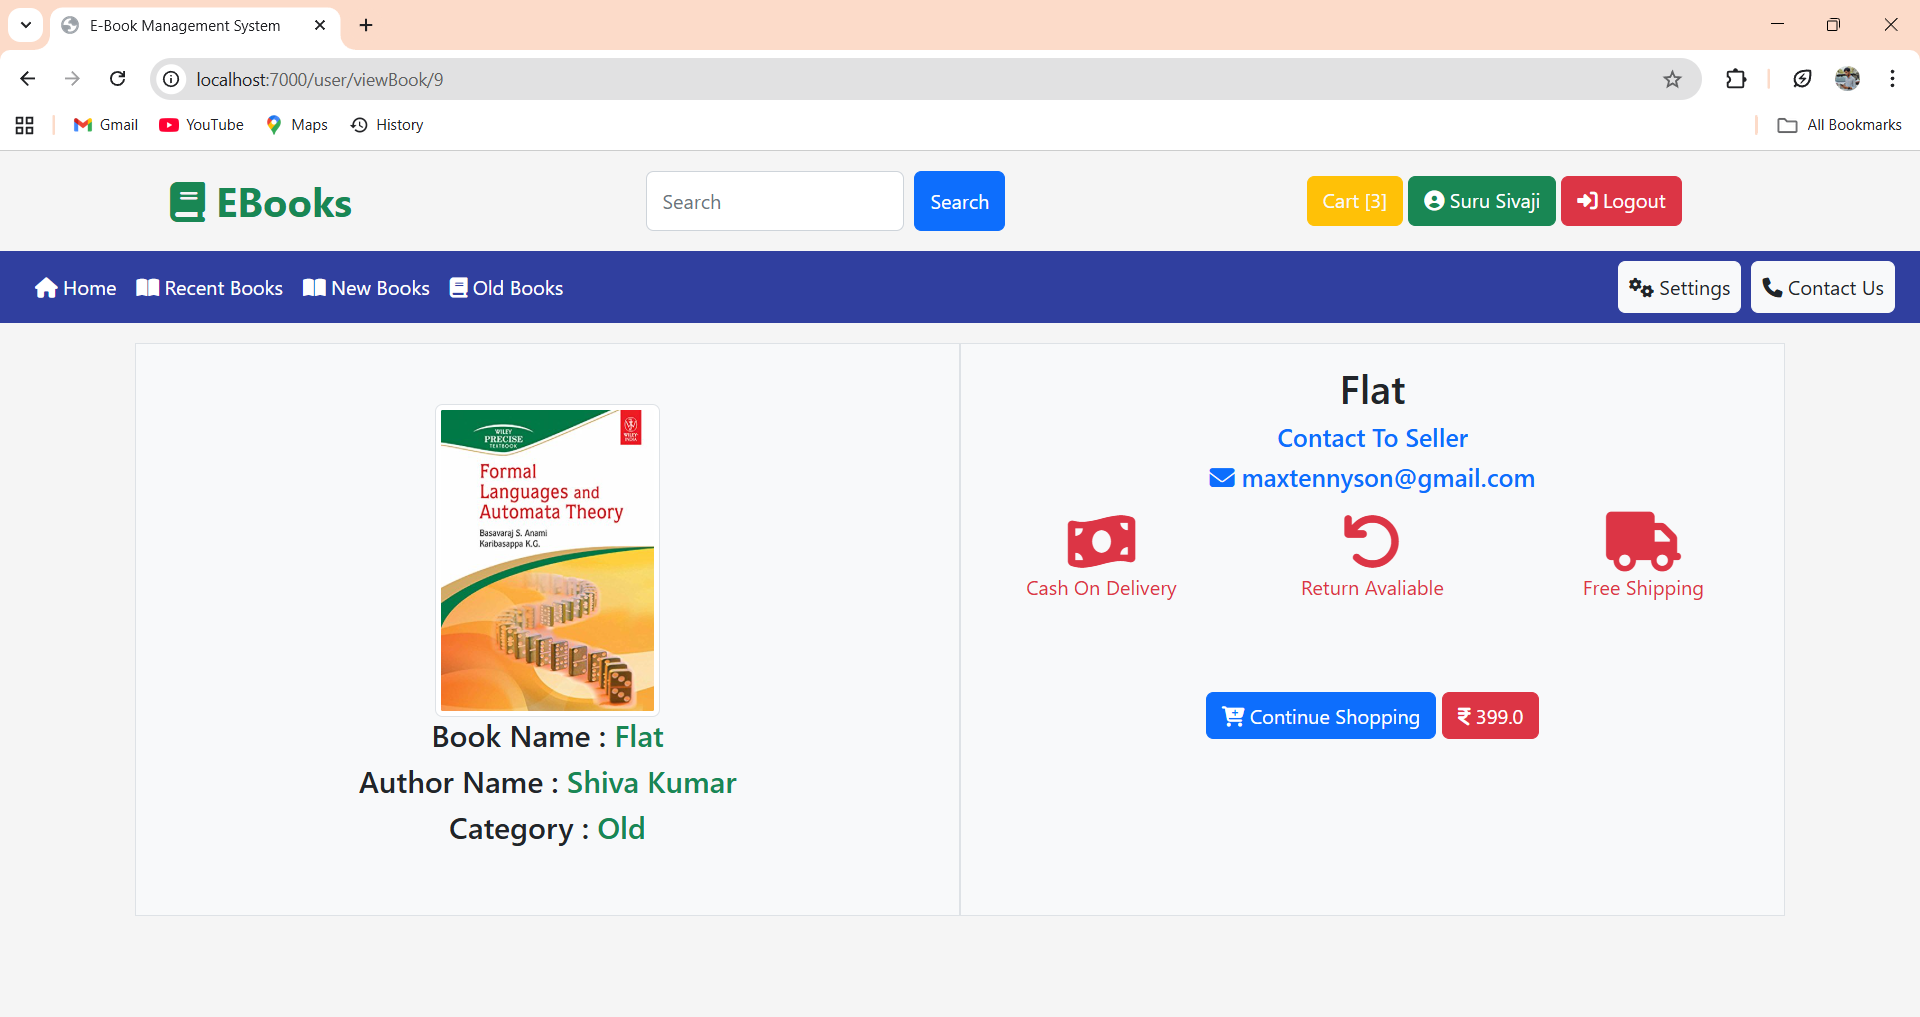 E-Book Management System
localhost:7000/user/viewBook/9
Gmail
YouTube
Maps
History
All Bookmarks
EBooks
Search
Search
Cart [3]
Suru Sivaji
Logout
Home
Recent Books
New Books
Old Books
Settings
Contact Us
WILEY
PRECISE
TEXTBOOK
WILEY-
INDIA
Formal
Languages and
Automata Theory
Basavaraj S. Anami
Karibasappa K.G.
Book Name : Flat
Author Name : Shiva Kumar
Category : Old
Flat
Contact To Seller
maxtennyson@gmail.com
Cash On Delivery
Return Avaliable
Free Shipping
Continue Shopping
₹ 399.0